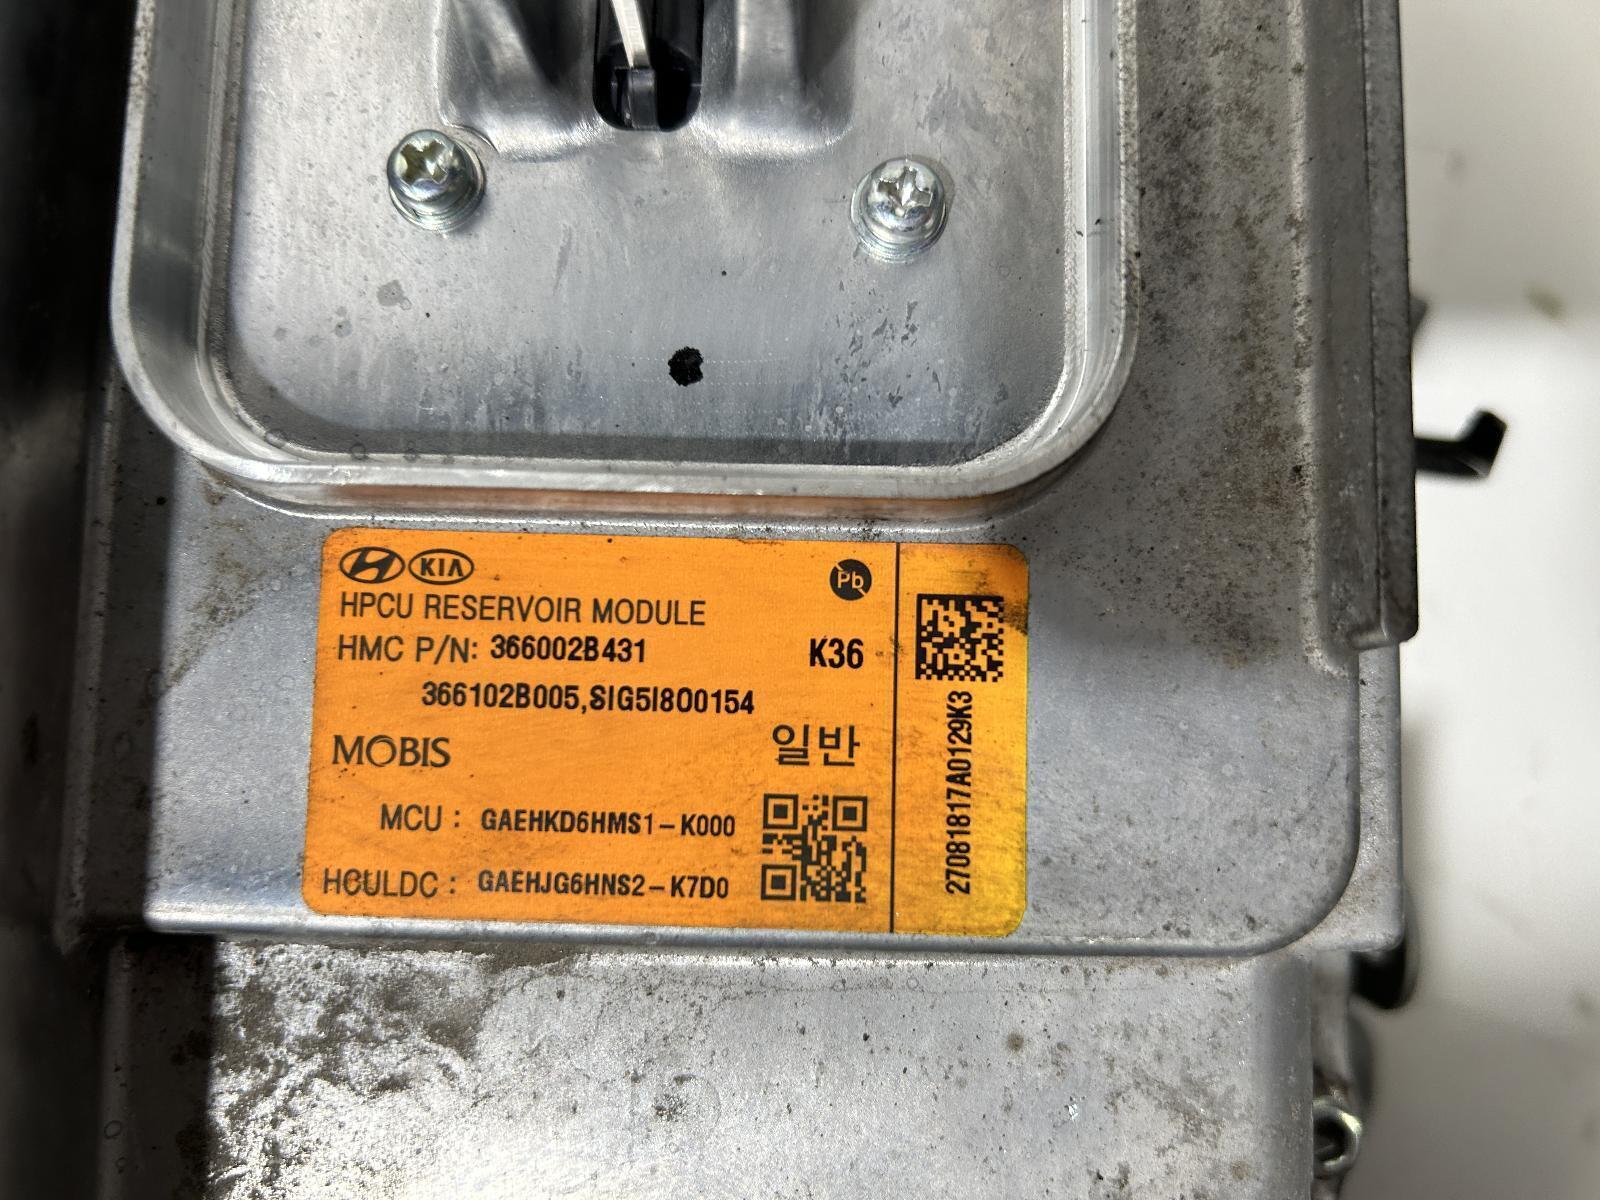 KIA
Pb
HPCU RESERVOIR MODULE
HMC P/N: 366002B431
K36
366102B005,SIG5I8O0154
MOBIS
일반
MCU : GAEHKD6HMS1-K000
HCULDC : GAEHJG6HNS2-K7D0
27081817A0129K3